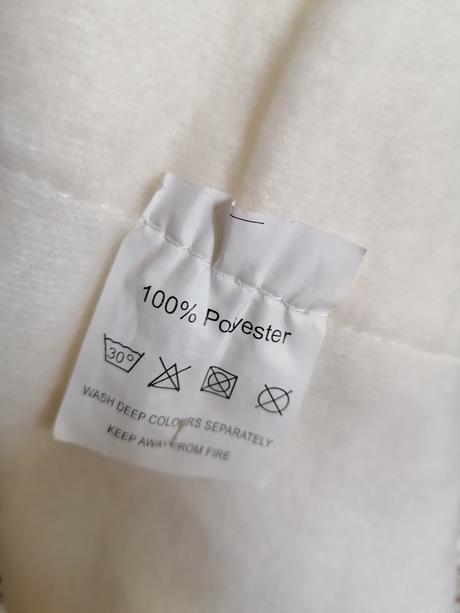 100% Polyester
30°
WASH DEEP COLOURS SEPARATELY
KEEP AWAY FROM FIRE